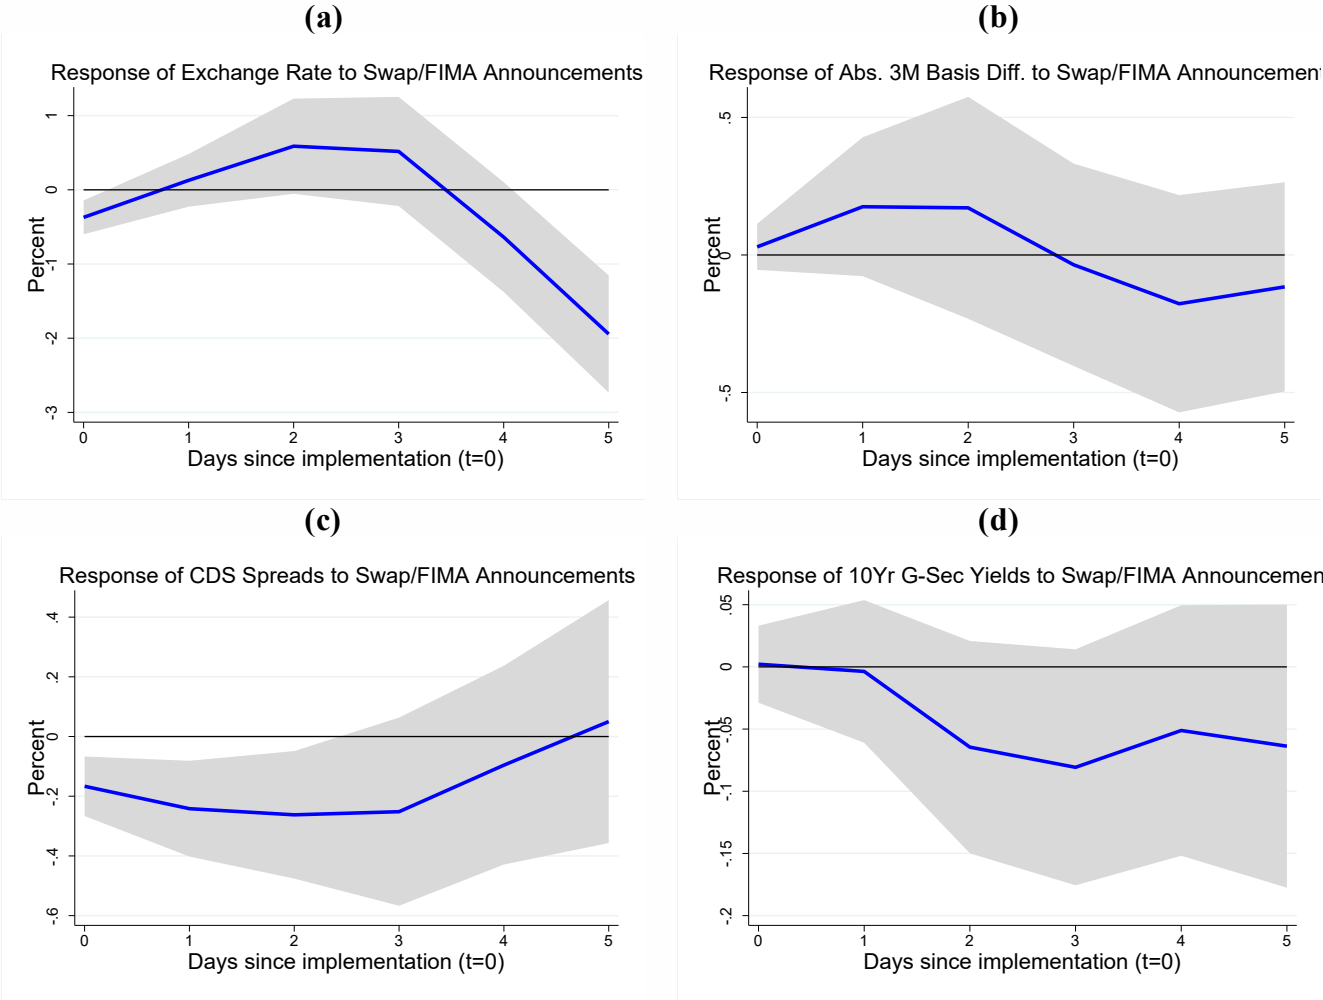 (a)
Response of Exchange Rate to Swap/FIMA Announcements
Percent
1
0
-1
-2
-3
0 1 2 3 4 5
Days since implementation (t=0)
(b)
Response of Abs. 3M Basis Diff. to Swap/FIMA Announcement
Percent
.5
0
-.5
0 1 2 3 4 5
Days since implementation (t=0)
(c)
Response of CDS Spreads to Swap/FIMA Announcements
Percent
.4
.2
0
-.2
-.4
-.6
0 1 2 3 4 5
Days since implementation (t=0)
(d)
Response of 10Yr G-Sec Yields to Swap/FIMA Announcemen
Percent
.05
0
-.05
-.1
-.15
-.2
0 1 2 3 4 5
Days since implementation (t=0)